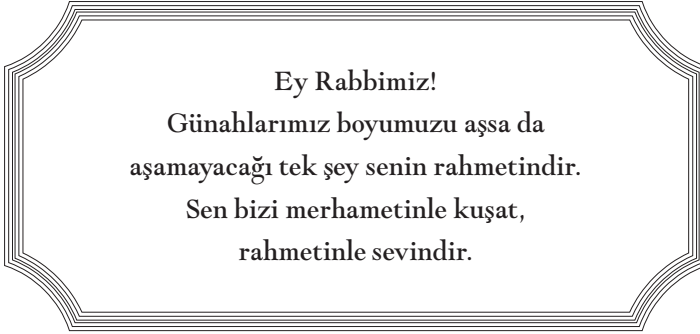 Ey Rabbimiz!
Günahlarımız boyumuzu aşsa da
aşamayacağı tek şey senin rahmetindir.
Sen bizi merhametinle kuşat,
rahmetinle sevindir.